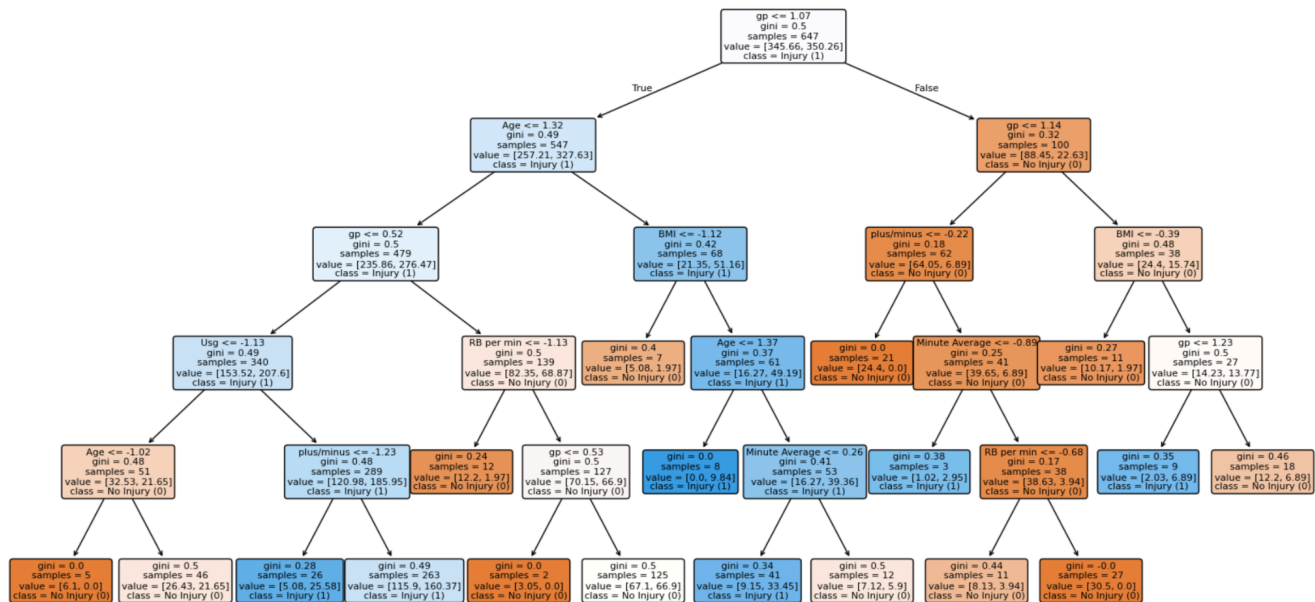 gp <= 1.07
gini = 0.5
samples = 647
value = [345.66, 350.26]
class = Injury (1)
True
False
Age <= 1.32
gini = 0.49
samples = 547
value = [257.21, 327.63]
class = Injury (1)
gp <= 1.14
gini = 0.32
samples = 100
value = [88.45, 22.63]
class = No Injury (0)
gp <= 0.52
gini = 0.5
samples = 479
value = [235.86, 276.47]
class = Injury (1)
BMI <= -1.12
gini = 0.42
samples = 68
value = [21.35, 51.16]
class = Injury (1)
plus/minus <= -0.22
gini = 0.18
samples = 62
value = [64.05, 6.89]
class = No Injury (0)
BMI <= -0.39
gini = 0.48
samples = 38
value = [24.4, 15.74]
class = No Injury (0)
Usg <= -1.13
gini = 0.49
samples = 340
value = [153.52, 207.6]
class = Injury (1)
RB per min <= -1.13
gini = 0.5
samples = 139
value = [82.35, 68.87]
class = No Injury (0)
gini = 0.4
samples = 7
value = [5.08, 1.97]
class = No Injury (0)
Age <= 1.37
gini = 0.37
samples = 61
value = [16.27, 49.19]
class = Injury (1)
gini = 0.0
samples = 21
value = [24.4, 0.0]
class = No Injury (0)
Minute Average <= -0.89
gini = 0.25
samples = 41
value = [39.65, 6.89]
class = No Injury (0)
gini = 0.27
samples = 11
value = [10.17, 1.97]
class = No Injury (0)
gp <= 1.23
gini = 0.5
samples = 27
value = [14.23, 13.77]
class = No Injury (0)
Age <= -1.02
gini = 0.48
samples = 51
value = [32.53, 21.65]
class = No Injury (0)
plus/minus <= -1.23
gini = 0.48
samples = 289
value = [120.98, 185.95]
class = Injury (1)
gini = 0.24
samples = 12
value = [12.2, 1.97]
class = No Injury (0)
gp <= 0.53
gini = 0.5
samples = 127
value = [70.15, 66.9]
class = No Injury (0)
gini = 0.0
samples = 8
value = [0.0, 9.84]
class = Injury (1)
Minute Average <= 0.26
gini = 0.41
samples = 53
value = [16.27, 39.36]
class = Injury (1)
gini = 0.38
samples = 3
value = [1.02, 2.95]
class = Injury (1)
RB per min <= -0.68
gini = 0.17
samples = 38
value = [38.63, 3.94]
class = No Injury (0)
gini = 0.35
samples = 9
value = [2.03, 6.89]
class = Injury (1)
gini = 0.46
samples = 18
value = [12.2, 6.89]
class = No Injury (0)
gini = 0.0
samples = 5
value = [6.1, 0.0]
class = No Injury (0)
gini = 0.5
samples = 46
value = [26.43, 21.65]
class = No Injury (0)
gini = 0.28
samples = 26
value = [5.08, 25.58]
class = Injury (1)
gini = 0.49
samples = 263
value = [115.9, 160.37]
class = Injury (1)
gini = 0.0
samples = 2
value = [3.05, 0.0]
class = No Injury (0)
gini = 0.5
samples = 125
value = [67.1, 66.9]
class = No Injury (0)
gini = 0.34
samples = 41
value = [9.15, 33.45]
class = Injury (1)
gini = 0.5
samples = 12
value = [7.12, 5.9]
class = No Injury (0)
gini = 0.44
samples = 11
value = [8.13, 3.94]
class = No Injury (0)
gini = -0.0
samples = 27
value = [30.5, 0.0]
class = No Injury (0)